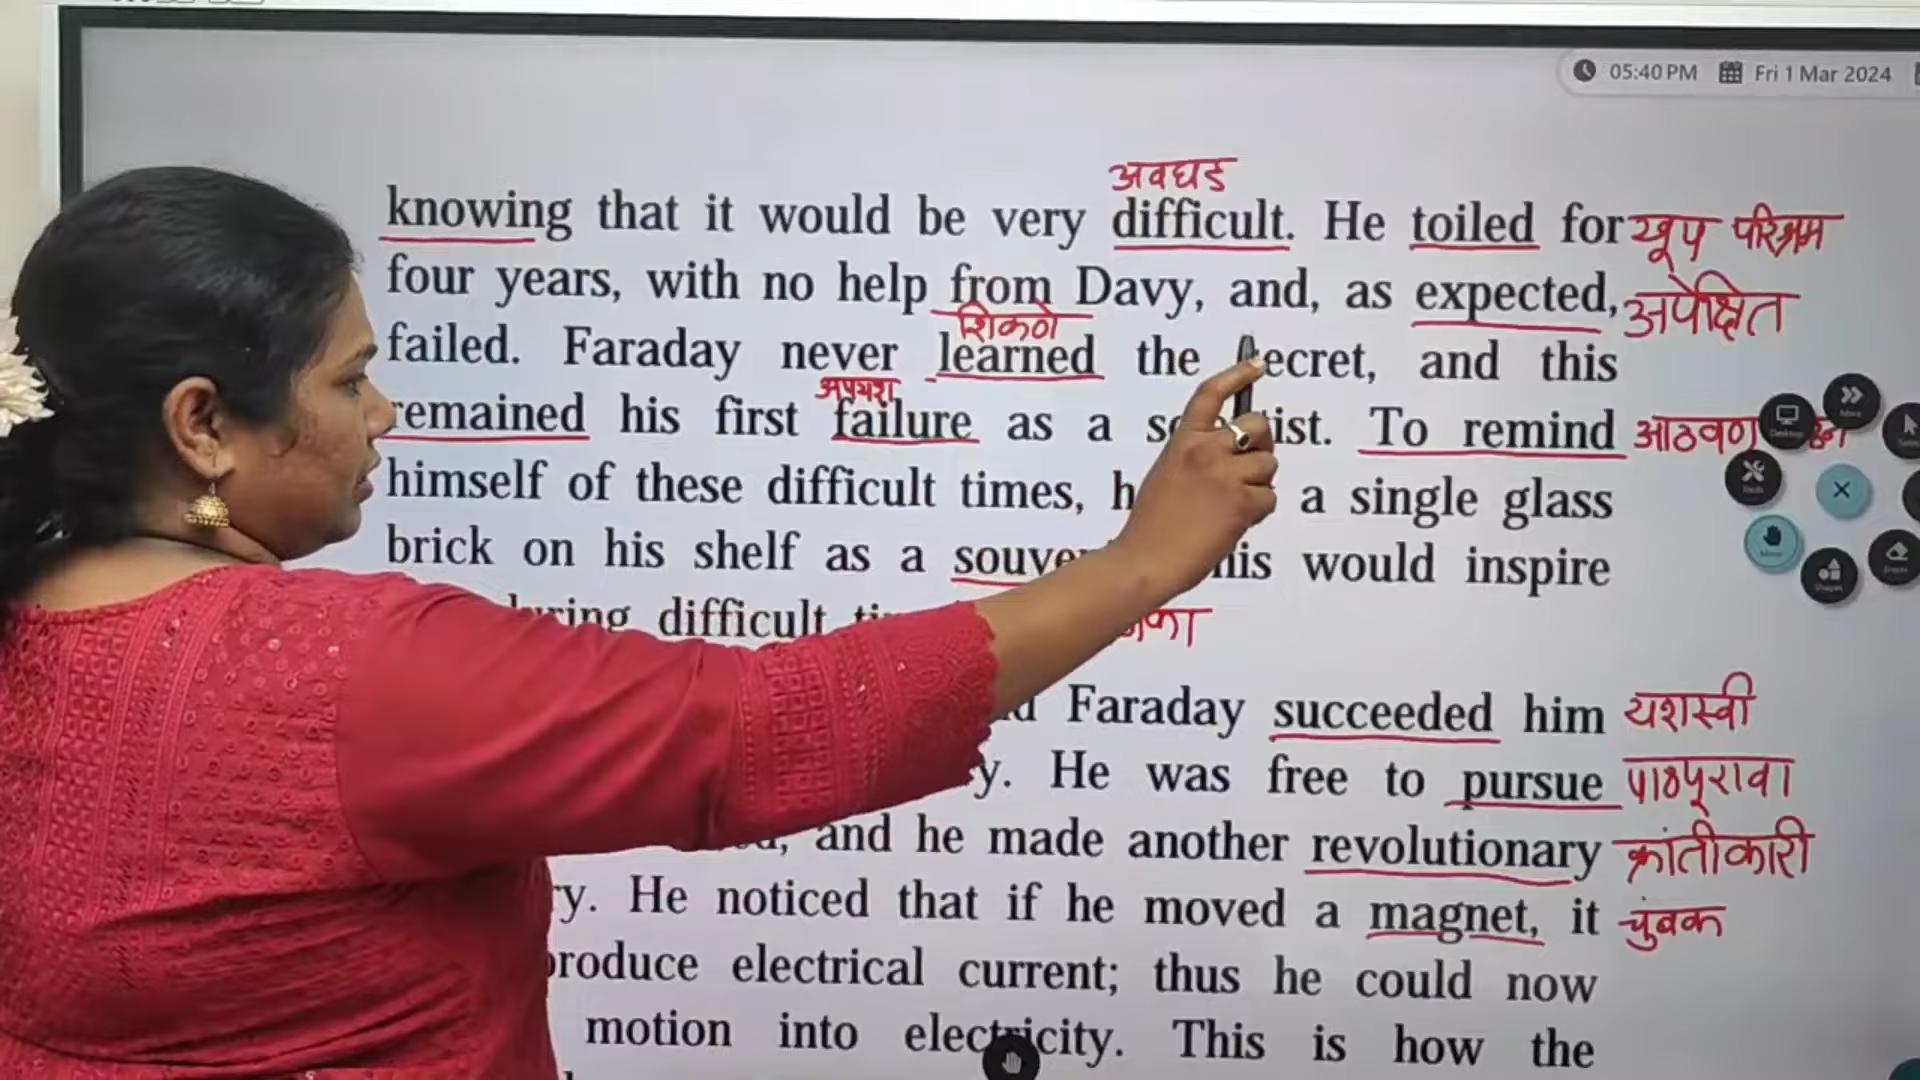 05:40 PM Fri 1 Mar 2024
अवघड
knowing that it would be very difficult. He toiled for खूप परिश्रम
four years, with no help from Davy, and, as expected, अपेक्षित
शिकणे
failed. Faraday never learned the secret, and this
अपयश
remained his first failure as a To remind आठवण
himself of these difficult times, a single glass
brick on his shelf as a would inspire
difficult
Faraday succeeded him यशस्वी
He was free to pursue पाठपूरावा
and he made another revolutionary क्रांतीकारी
He noticed that if he moved a magnet, it चुंबक
produce electrical current; thus he could now
motion into electricity. This is how the